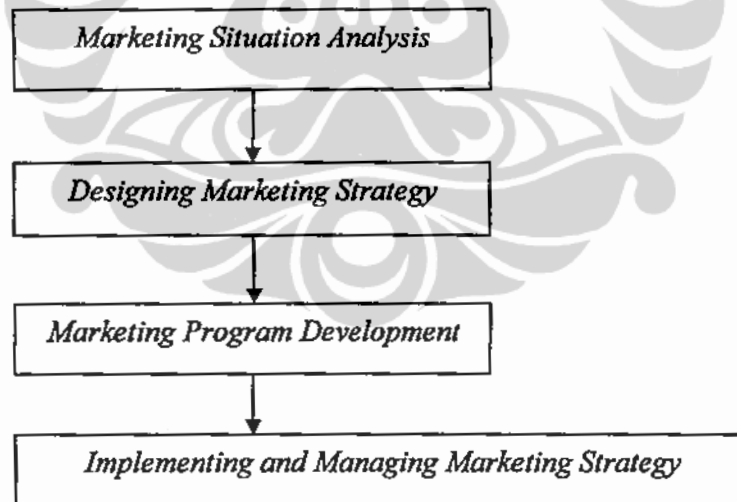 Marketing Situation Analysis
Designing Marketing Strategy
Marketing Program Development
Implementing and Managing Marketing Strategy